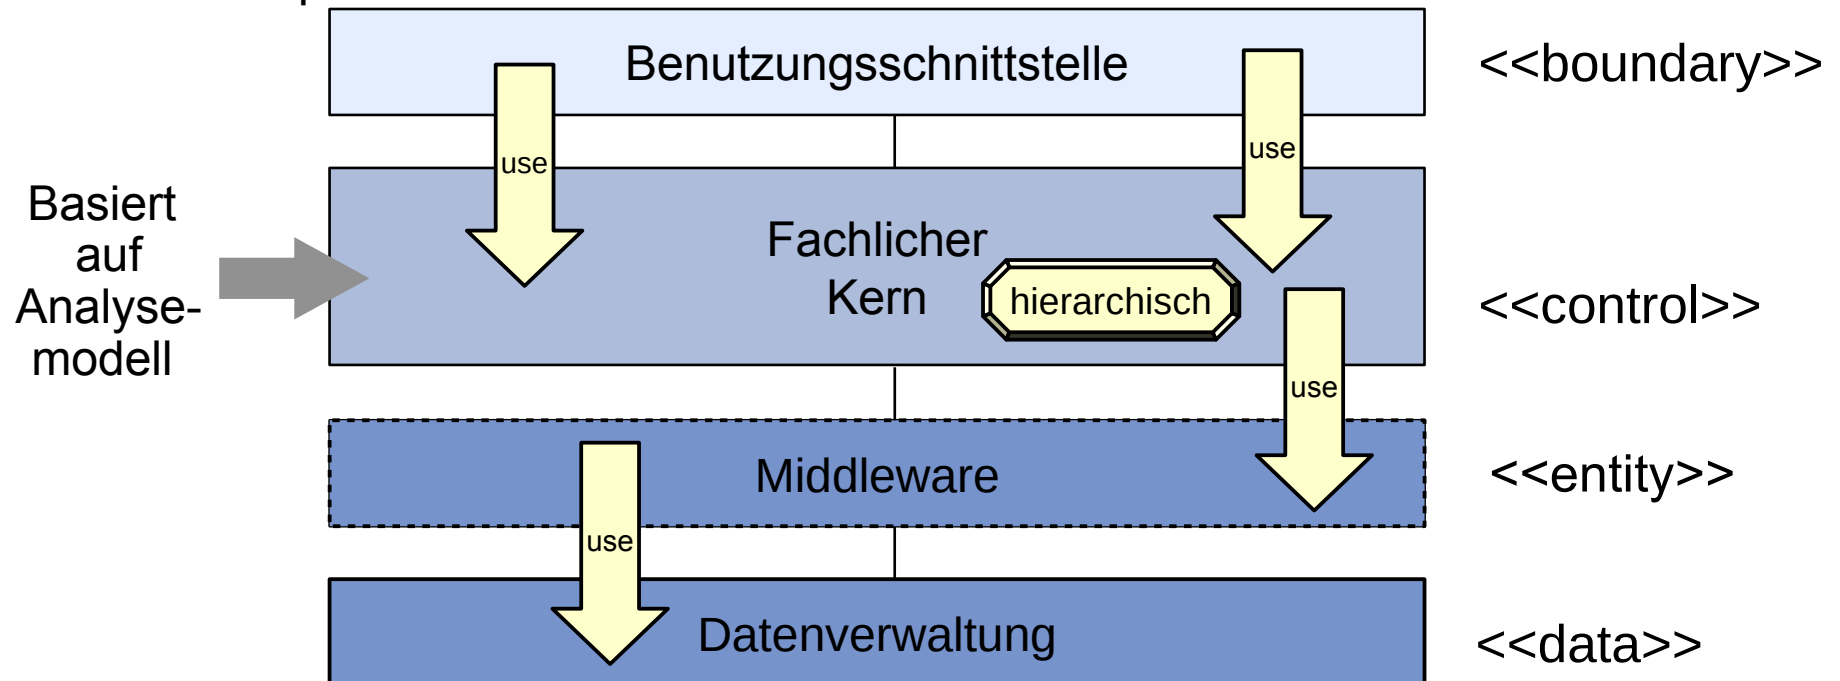 Benutzungsschnittstelle
<<boundary>>
use
use
Basiert
auf
Analyse-
modell
Fachlicher
Kern
hierarchisch
<<control>>
use
Middleware
<<entity>>
use
Datenverwaltung
<<data>>